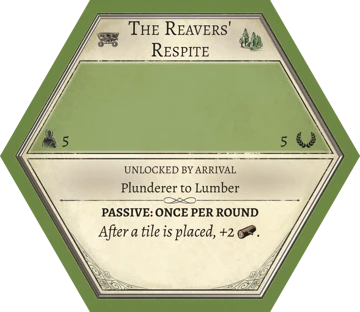 The Reavers'
Respite
5
5
UNLOCKED BY ARRIVAL
Plunderer to Lumber
PASSIVE: ONCE PER ROUND
After a tile is placed, +2 .